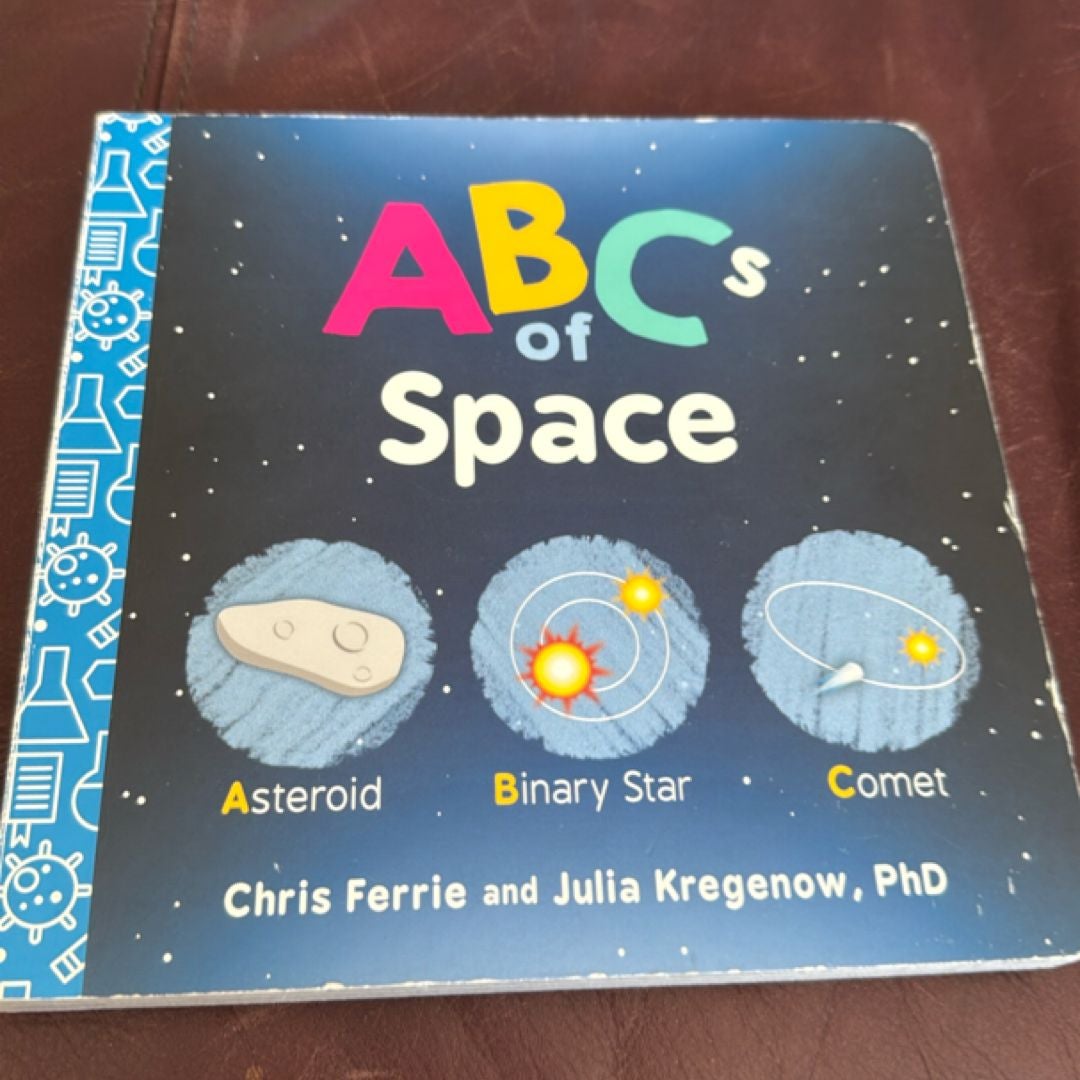 ABCs
of
Space
Asteroid Binary Star Comet
Chris Ferrie and Julia Kregenow, PhD